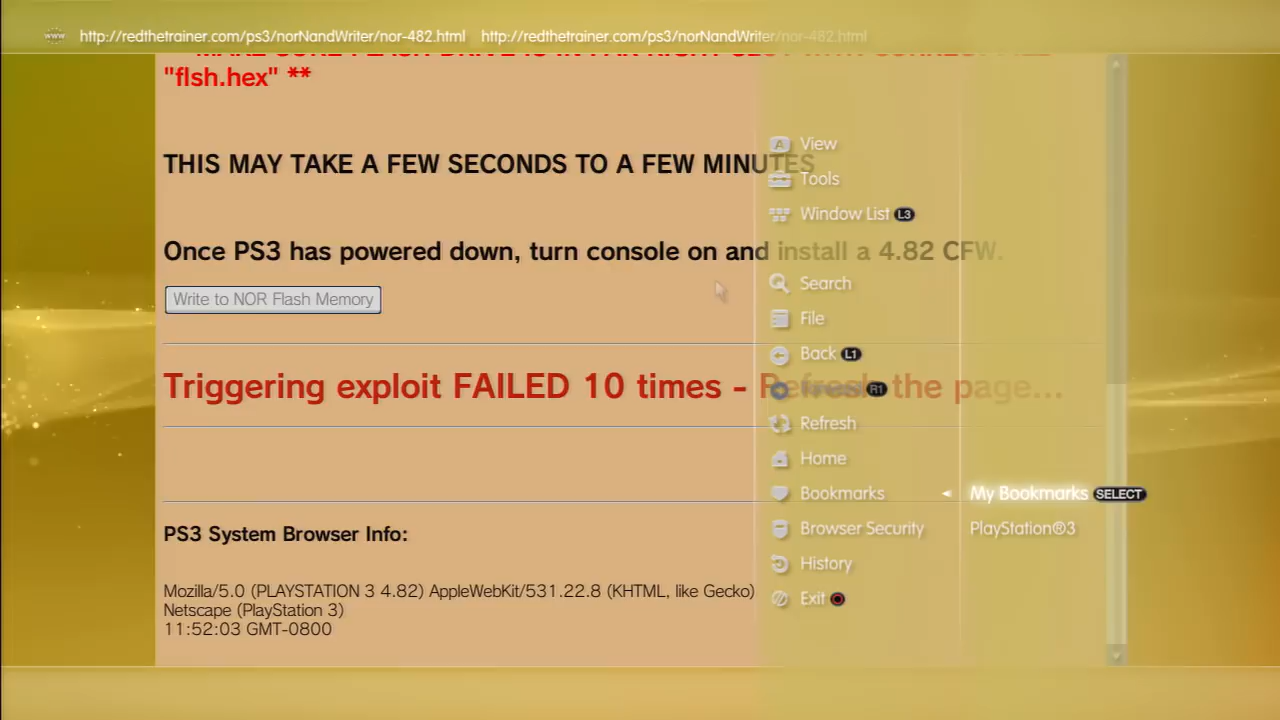 http://redthetrainer.com/ps3/norNandWriter/nor-482.html http://redthetrainer.com/ps3/norNandWriter/nor-482.html
"flsh.hex" **
THIS MAY TAKE A FEW SECONDS TO A FEW MINUTES
Once PS3 has powered down, turn console on and install a 4.82 CFW.
Write to NOR Flash Memory
Triggering exploit FAILED 10 times - Refresh the page...
PS3 System Browser Info:
Mozilla/5.0 (PLAYSTATION 3 4.82) AppleWebKit/531.22.8 (KHTML, like Gecko)
Netscape (PlayStation 3)
11:52:03 GMT-0800
View
Tools
Window List L3
Search
File
Back L1
R1
Refresh
Home
Bookmarks
Browser Security
History
Exit
My Bookmarks SELECT
PlayStation®3